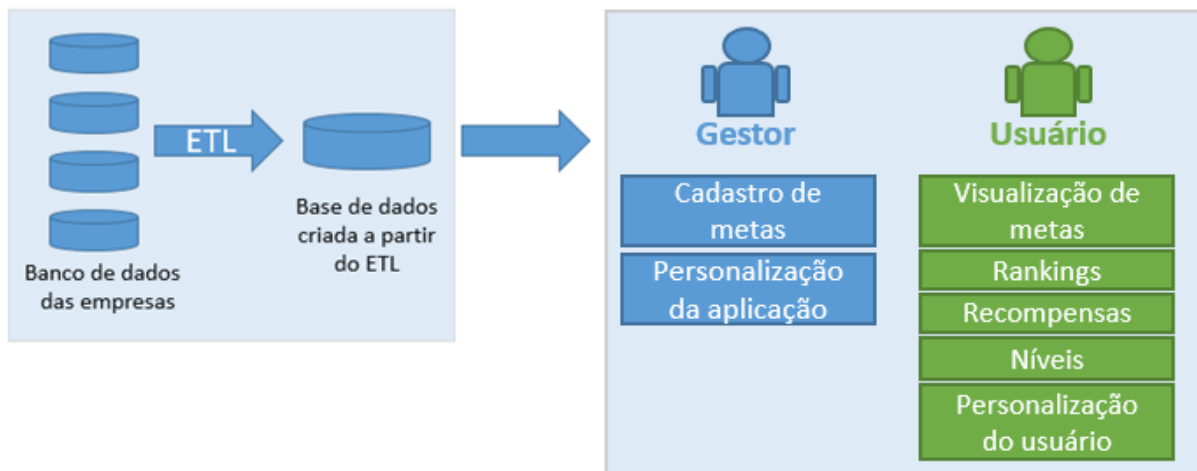 ETL
Banco de dados
das empresas
Base de dados
criada a partir
do ETL
Gestor
Cadastro de
metas
Personalização
da aplicação
Usuário
Visualização de
metas
Rankings
Recompensas
Níveis
Personalização
do usuário